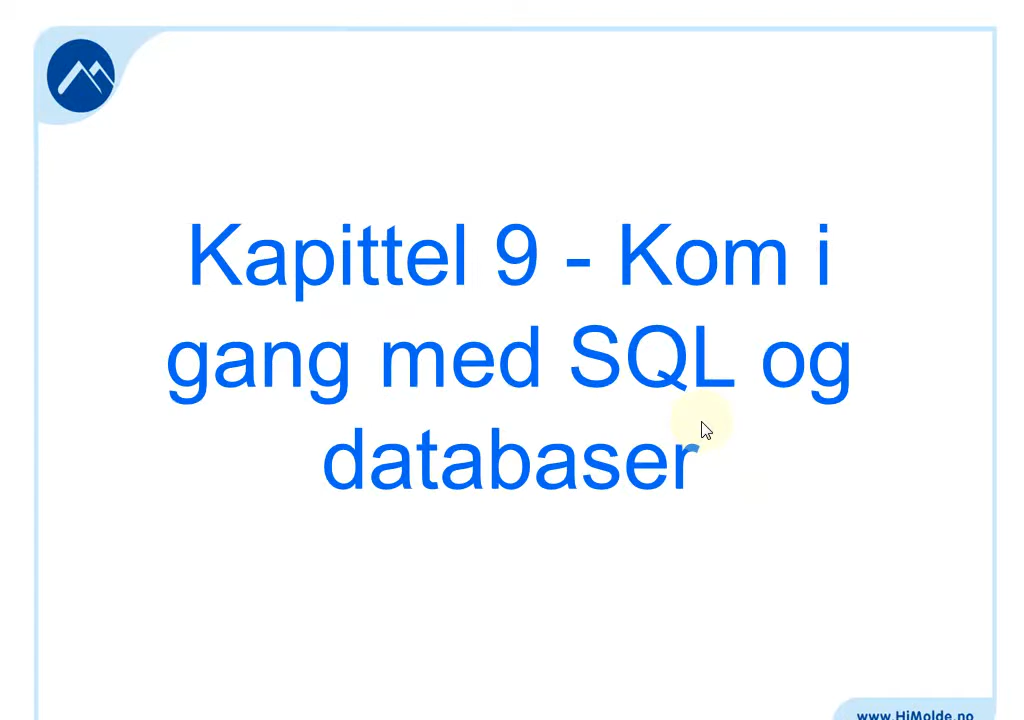 Kapittel 9 - Kom i
gang med SQL og
databaser
www.HiMolde.no